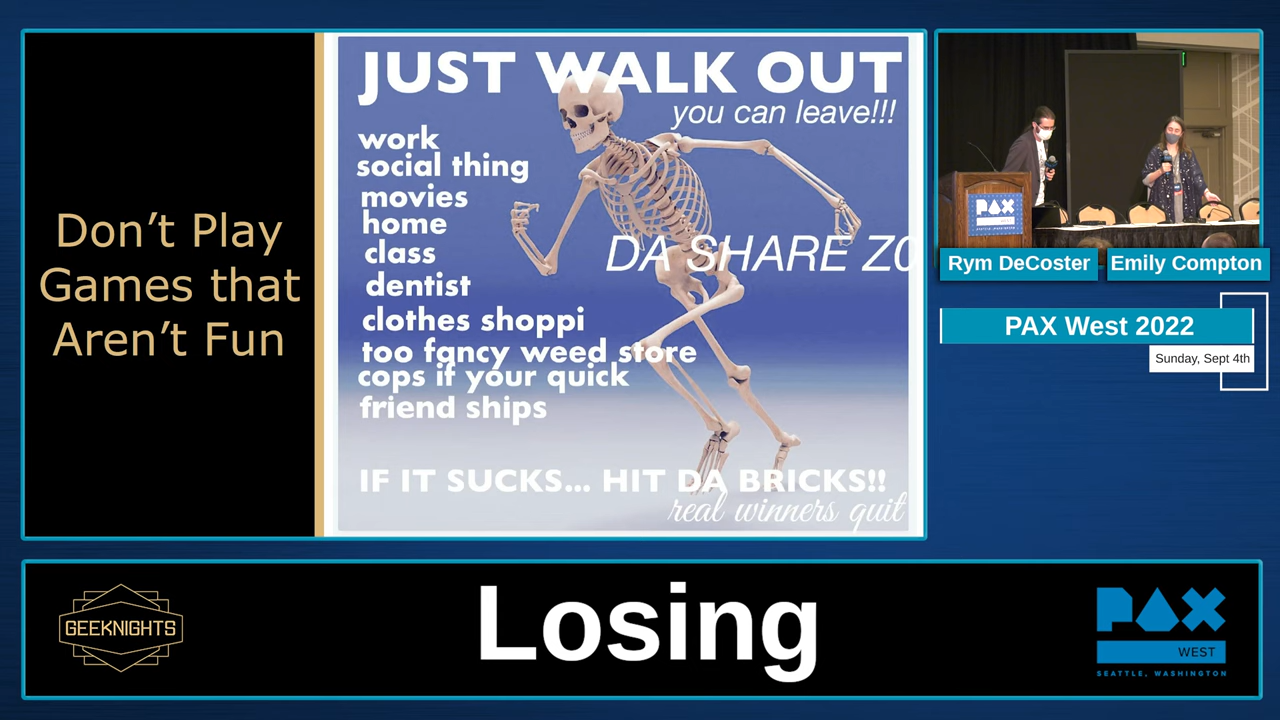 Don't Play
Games that
Aren't Fun
JUST WALK OUT
you can leave!!!
work
social thing
movies
home
class
dentist
clothes shoppi
too fancy weed store
cops if your quick
friend ships
DA SHARE ZO
IF IT SUCKS... HIT DA BRICKS!!
real winners quit
PAX
WEST
Rym DeCoster
Emily Compton
PAX West 2022
Sunday, Sept 4th
GEEKNIGHTS
Losing
PAX
WEST
SEATTLE, WASHINGTON